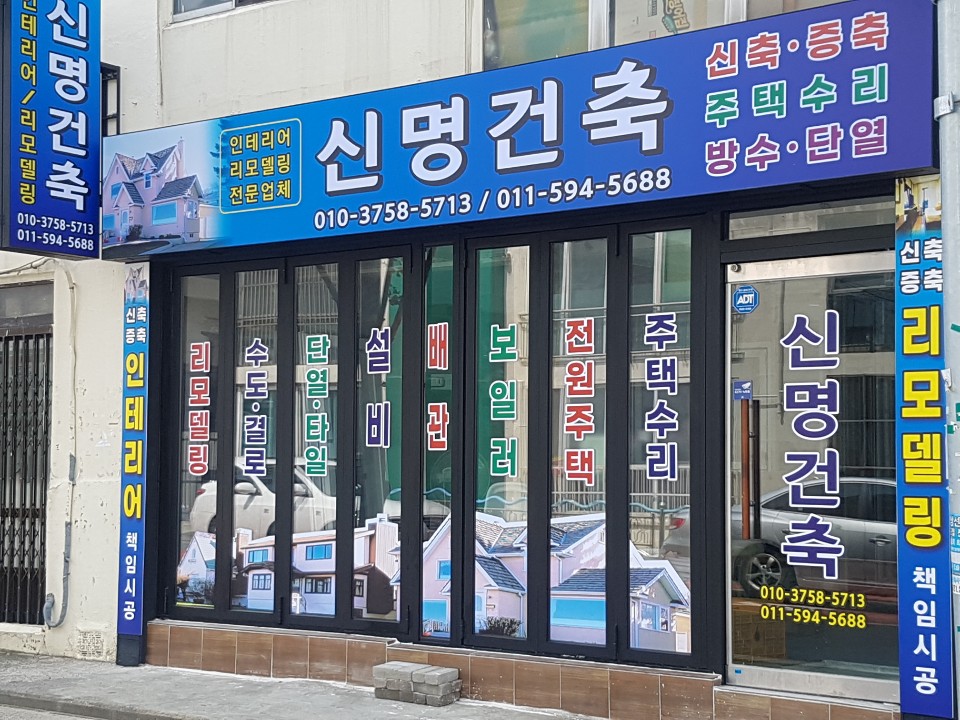 신명건축
인테리어/리모델링
010-3758-5713
011-594-5688
인테리어
리모델링
전문업체
신명건축
010-3758-5713 / 011-594-5688
신축·증축
주택수리
방수·단열
신축
증축
인테리어
책임시공
리모델링
수도·결로
단열·타일
설비
배관
보일러
전원주택
주택수리
ADT
신명건축
010-3758-5713
011-594-5688
신축
증축
리모델링
책임시공